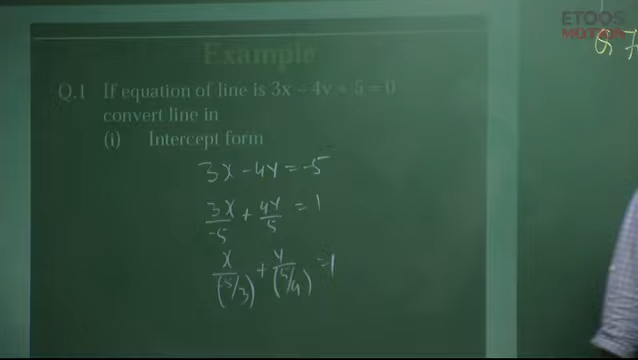 ETOOS
MOTION
Example
Q.1 If equation of line is 3x – 4y + 5 = 0
convert line in
(i) Intercept form
3x - 4y = -5
3x/-5 + 4y/5 = 1
x/(-5/3) + y/(5/4) = 1